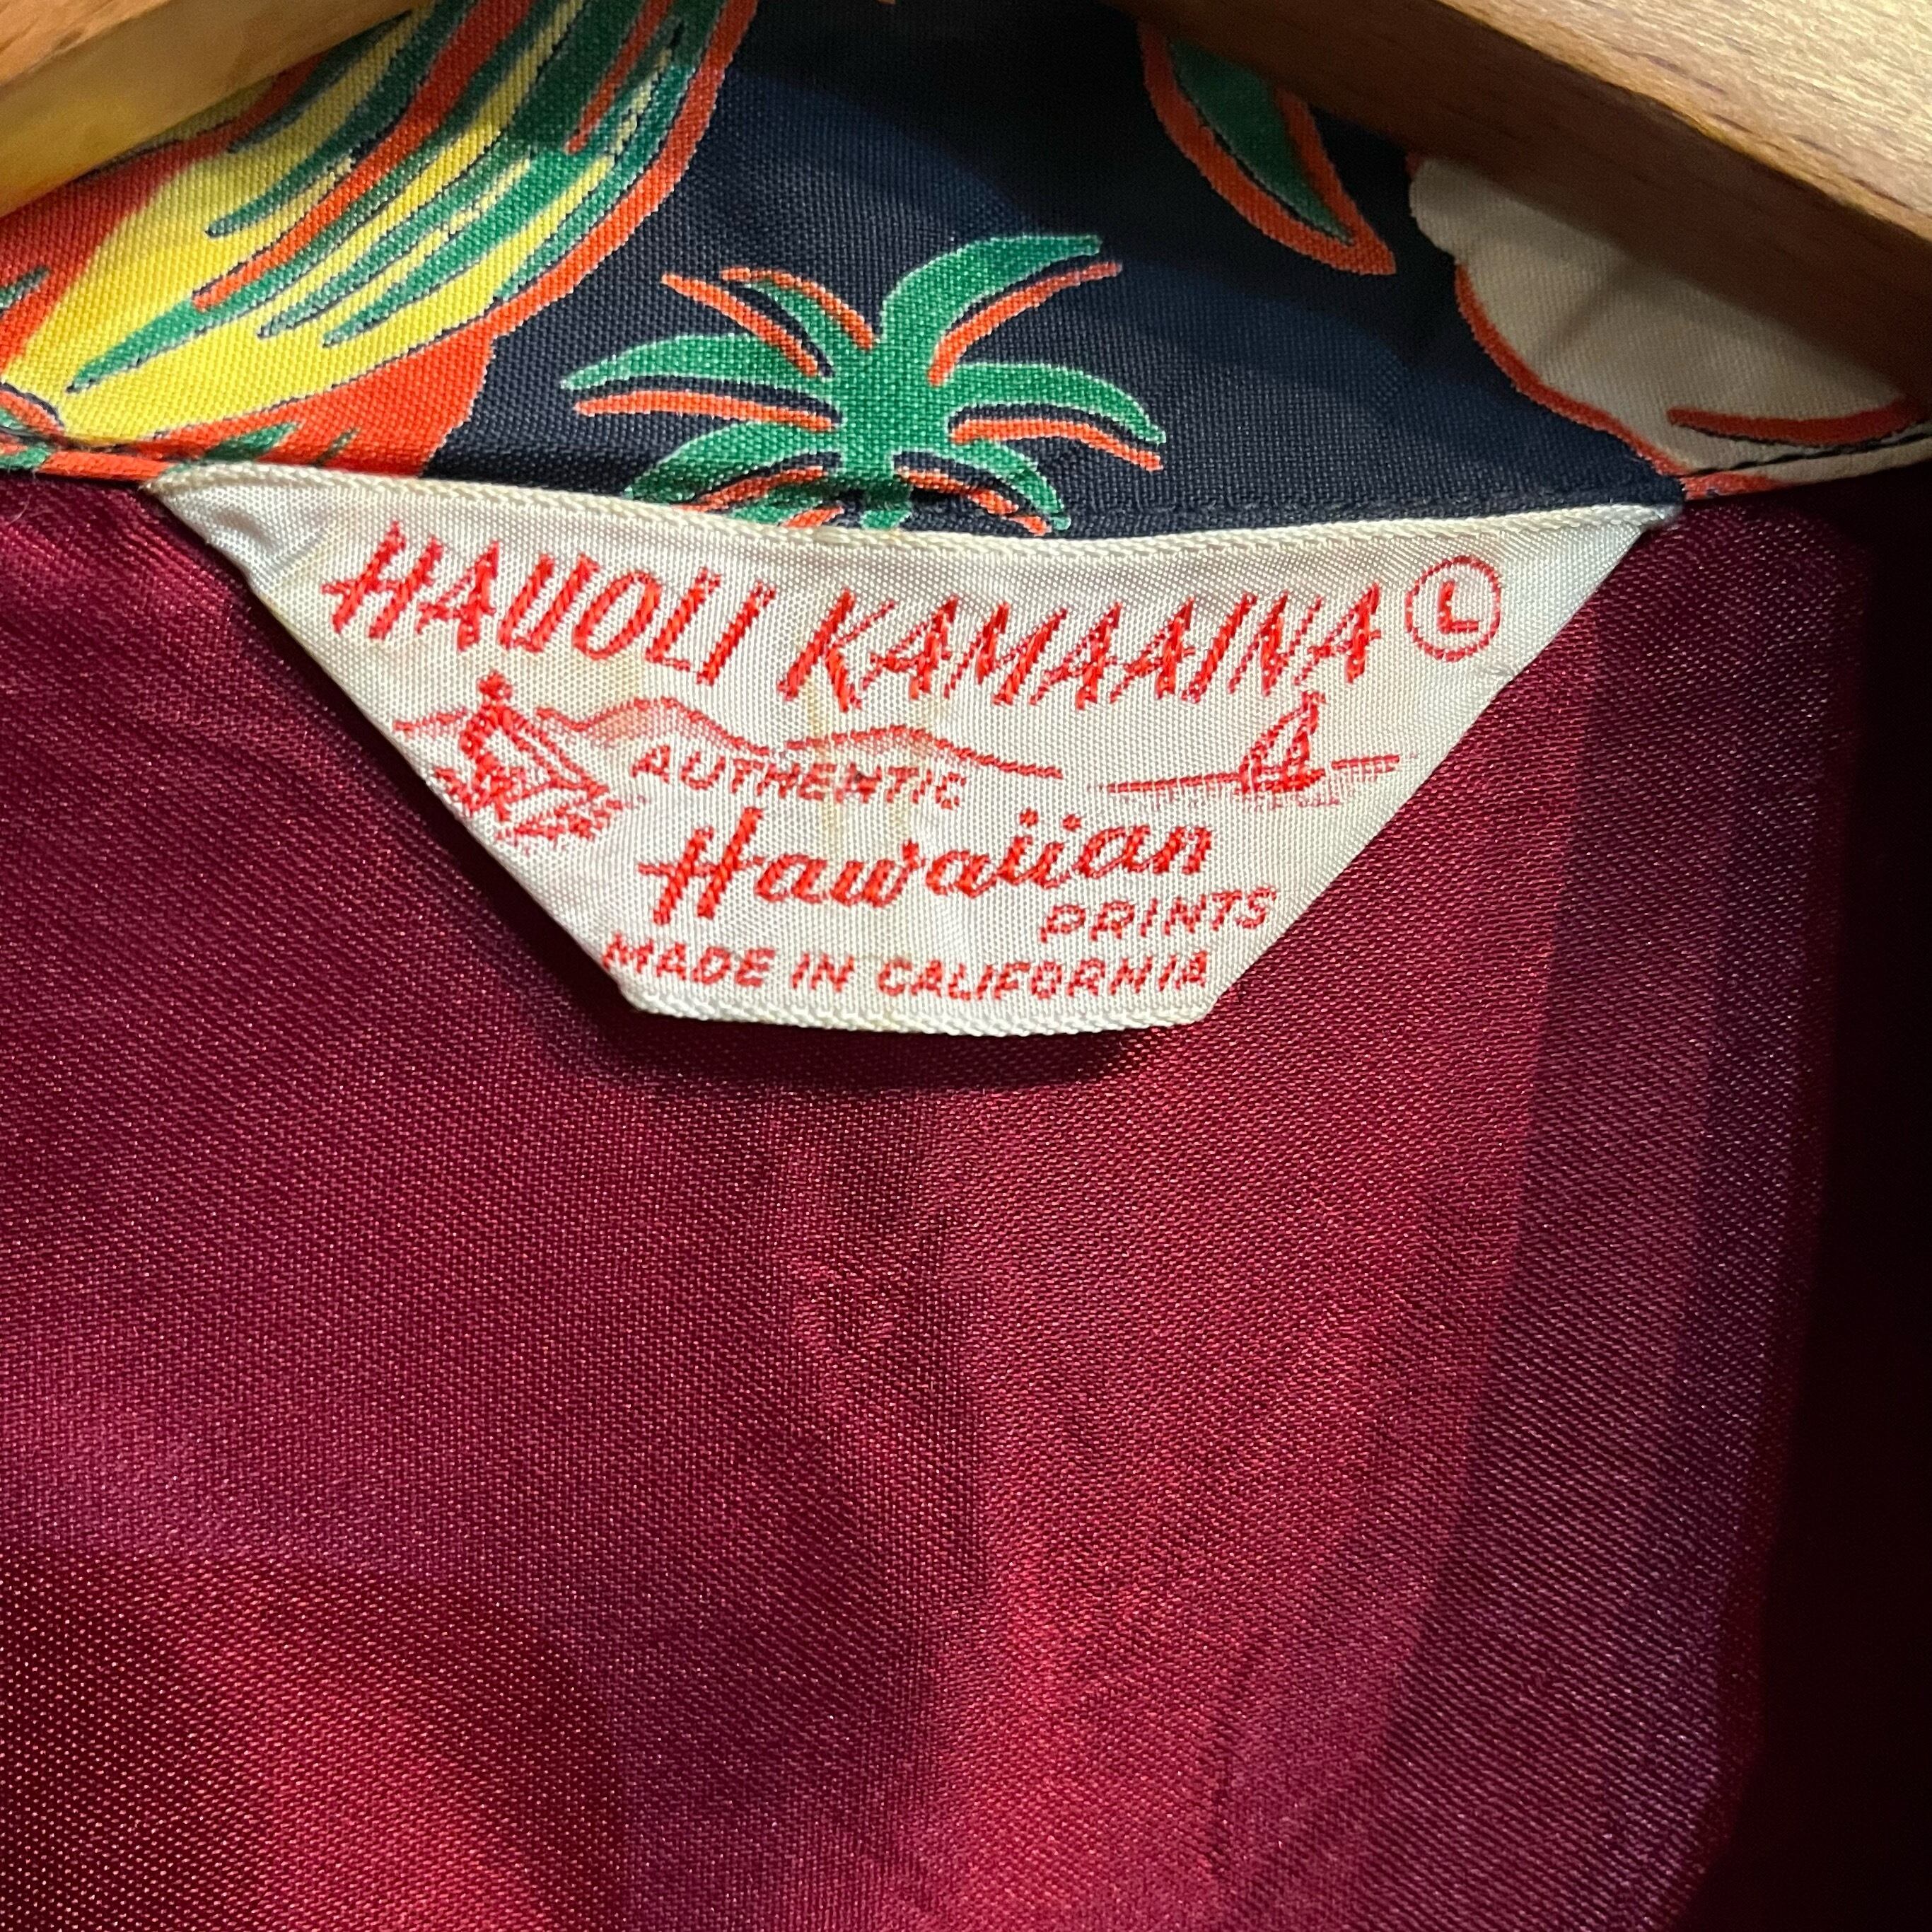 HAUOLI KAMAAINA L
AUTHENTIC
Hawaiian
PRINTS
MADE IN CALIFORNIA